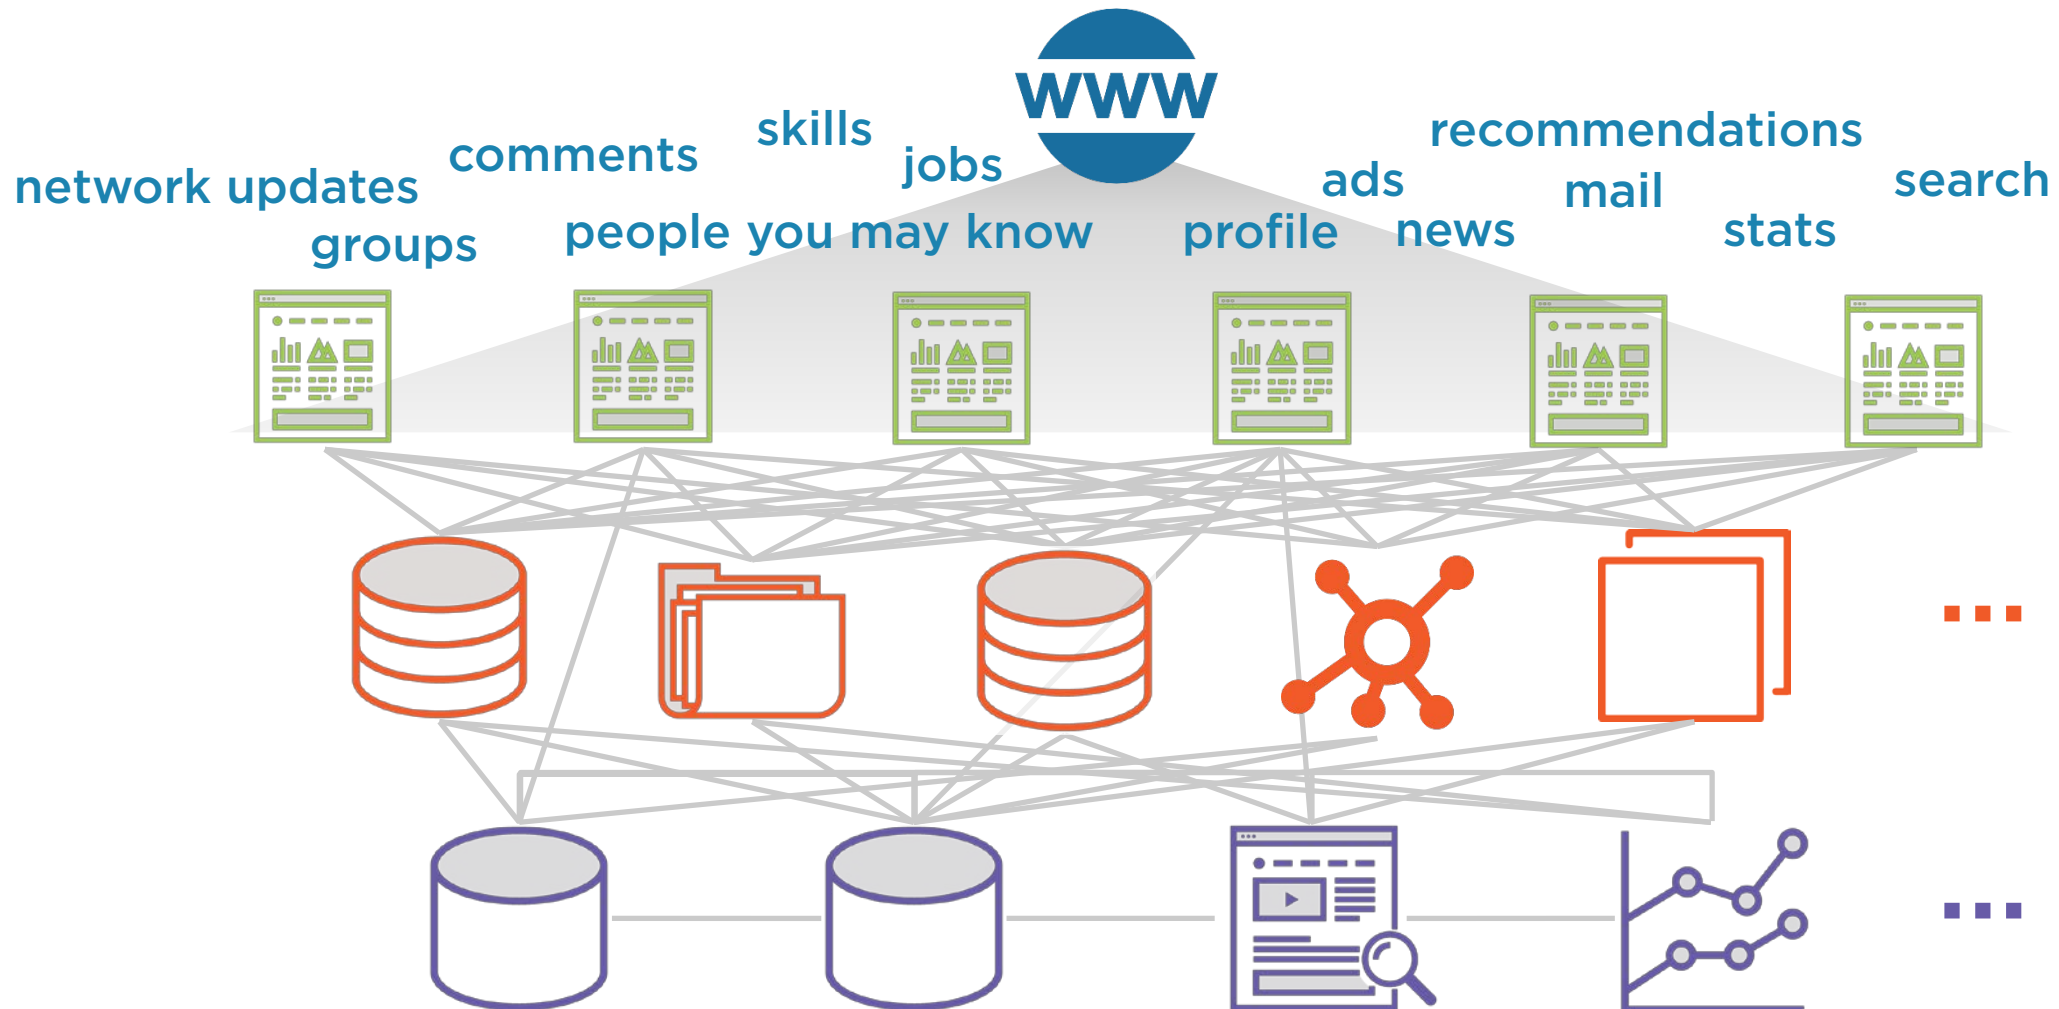 www
skills
recommendations
comments
jobs
ads
search
network updates
mail
groups
people you may know
profile
news
stats
...
...